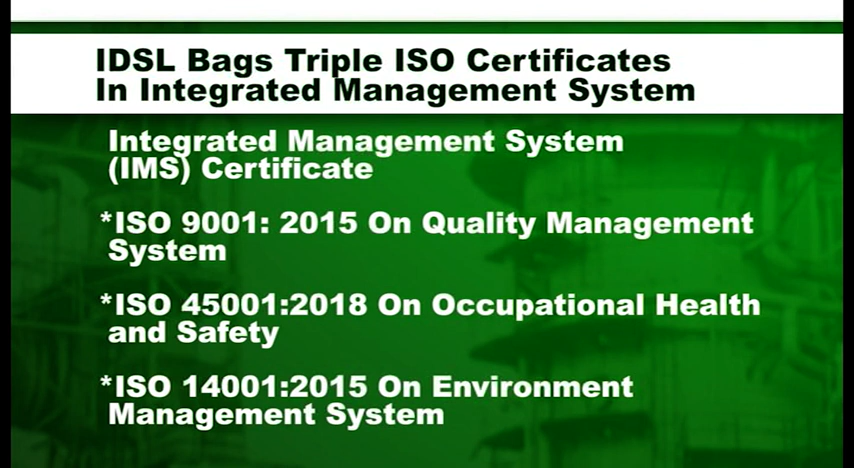 IDSL Bags Triple ISO Certificates
In Integrated Management System
Integrated Management System
(IMS) Certificate
*ISO 9001: 2015 On Quality Management
System
*ISO 45001:2018 On Occupational Health
and Safety
*ISO 14001:2015 On Environment
Management System